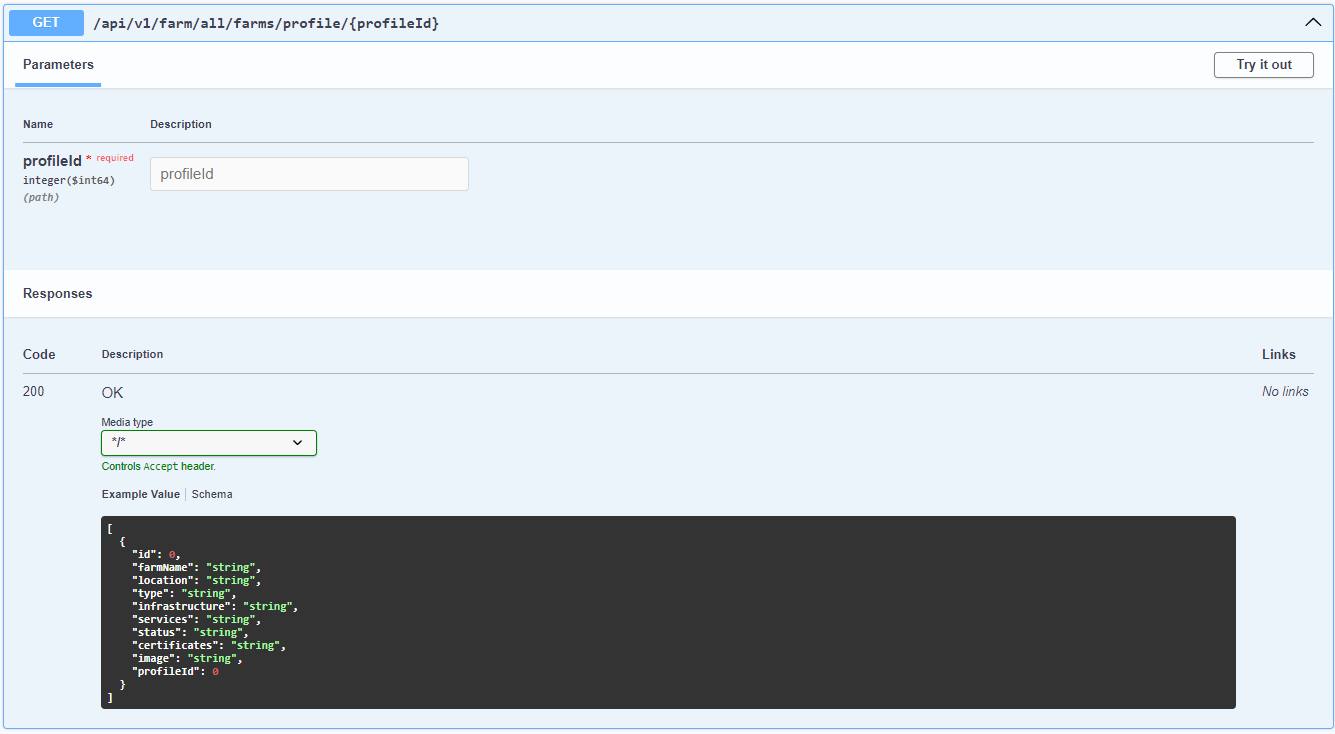 GET /api/v1/farm/all/farms/profile/{profileId}
Parameters
Try it out
Name Description
profileId * required
integer($int64)
(path)
profileId
Responses
Code Description Links
200 OK No links
Media type
*/*
Controls Accept header.
Example Value Schema
[
  {
    "id": 0,
    "farmName": "string",
    "location": "string",
    "type": "string",
    "infrastructure": "string",
    "services": "string",
    "status": "string",
    "certificates": "string",
    "image": "string",
    "profileId": 0
  }
]